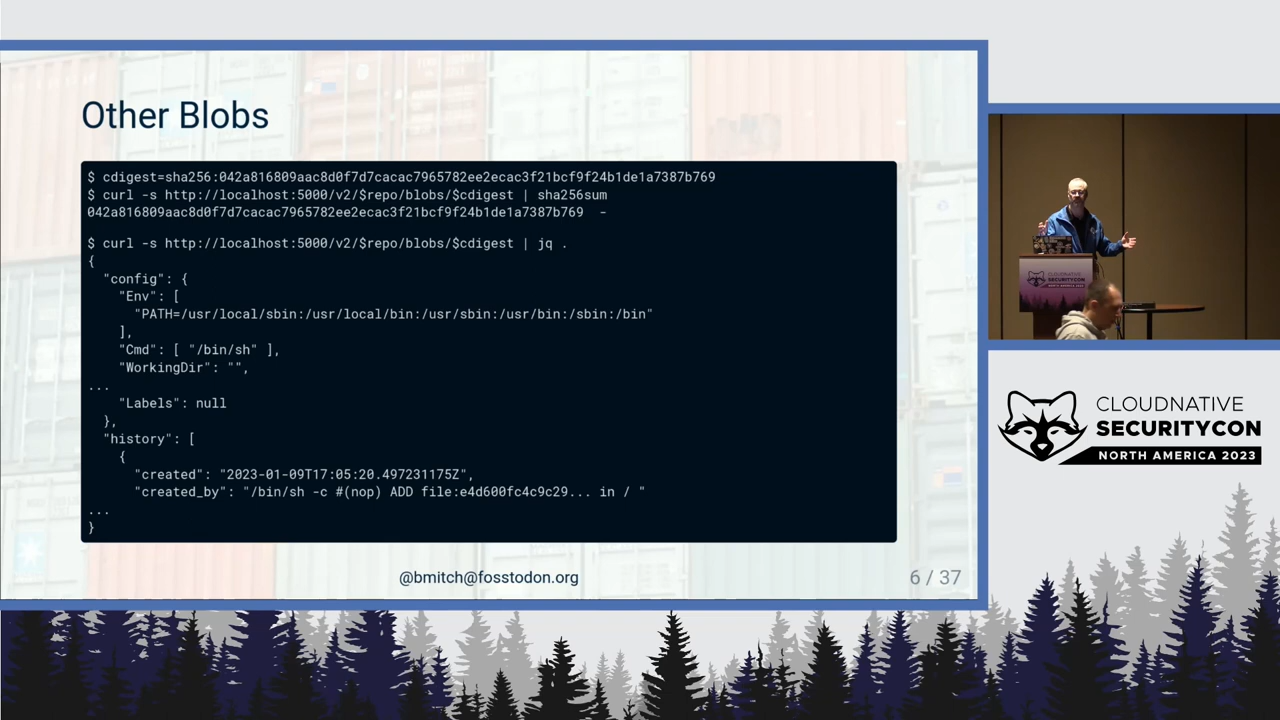 Other Blobs
$ cdigest=sha256:042a816809aac8d0f7d7cacac7965782ee2ecac3f21bcf9f24b1de1a7387b769
$ curl -s http://localhost:5000/v2/$repo/blobs/$cdigest | sha256sum
042a816809aac8d0f7d7cacac7965782ee2ecac3f21bcf9f24b1de1a7387b769  -
$ curl -s http://localhost:5000/v2/$repo/blobs/$cdigest | jq .
{
  "config": {
    "Env": [
      "PATH=/usr/local/sbin:/usr/local/bin:/usr/sbin:/usr/bin:/sbin:/bin"
    ],
    "Cmd": [ "/bin/sh" ],
    "WorkingDir": "",
...
    "Labels": null
  },
  "history": [
    {
      "created": "2023-01-09T17:05:20.497231175Z",
      "created_by": "/bin/sh -c #(nop) ADD file:e4d600fc4c9c29... in / "
...
}
@bmitch@fosstodon.org
6 / 37
CLOUDNATIVE
SECURITYCON
CLOUDNATIVE
SECURITYCON
NORTH AMERICA 2023